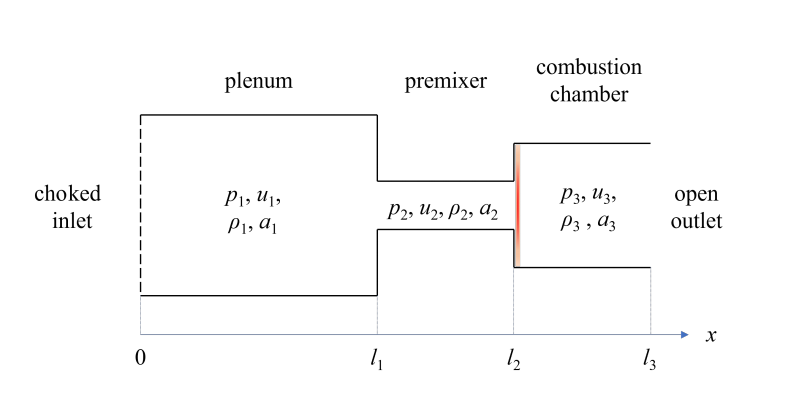 combustion
plenum premixer chamber
choked inlet
p₁, u₁,
ρ₁, a₁
p₂, u₂, ρ₂, a₂
p₃, u₃,
ρ₃ , a₃
open outlet
0 l₁ l₂ l₃ x